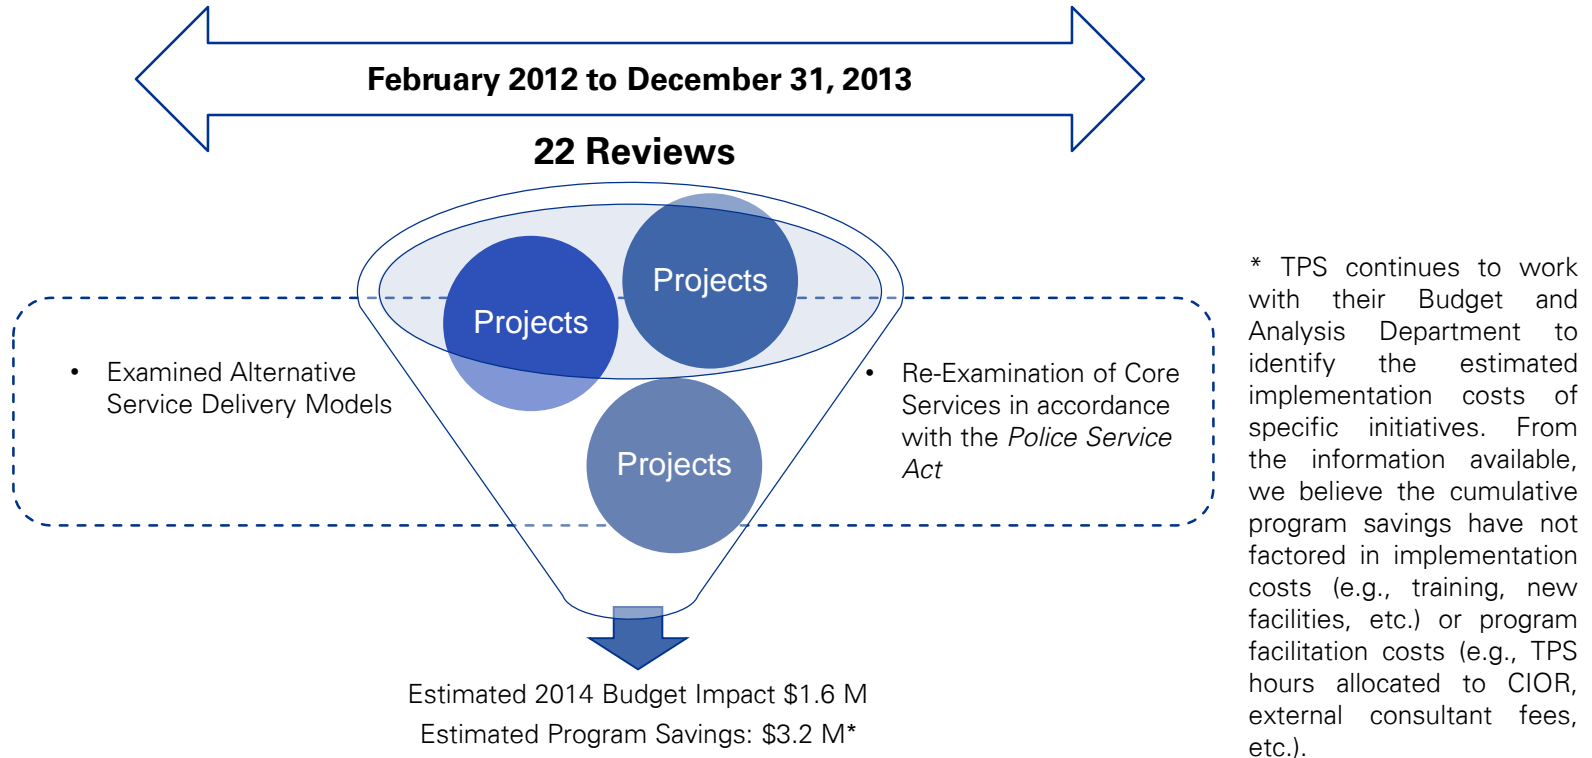 February 2012 to December 31, 2013
22 Reviews
Projects
Projects
Projects
• Examined Alternative
Service Delivery Models
• Re-Examination of Core
Services in accordance
with the Police Service
Act
Estimated 2014 Budget Impact $1.6 M
Estimated Program Savings: $3.2 M*
* TPS continues to work
with their Budget and
Analysis Department to
identify the estimated
implementation costs of
specific initiatives. From
the information available,
we believe the cumulative
program savings have not
factored in implementation
costs (e.g., training, new
facilities, etc.) or program
facilitation costs (e.g., TPS
hours allocated to CIOR,
external consultant fees,
etc.).